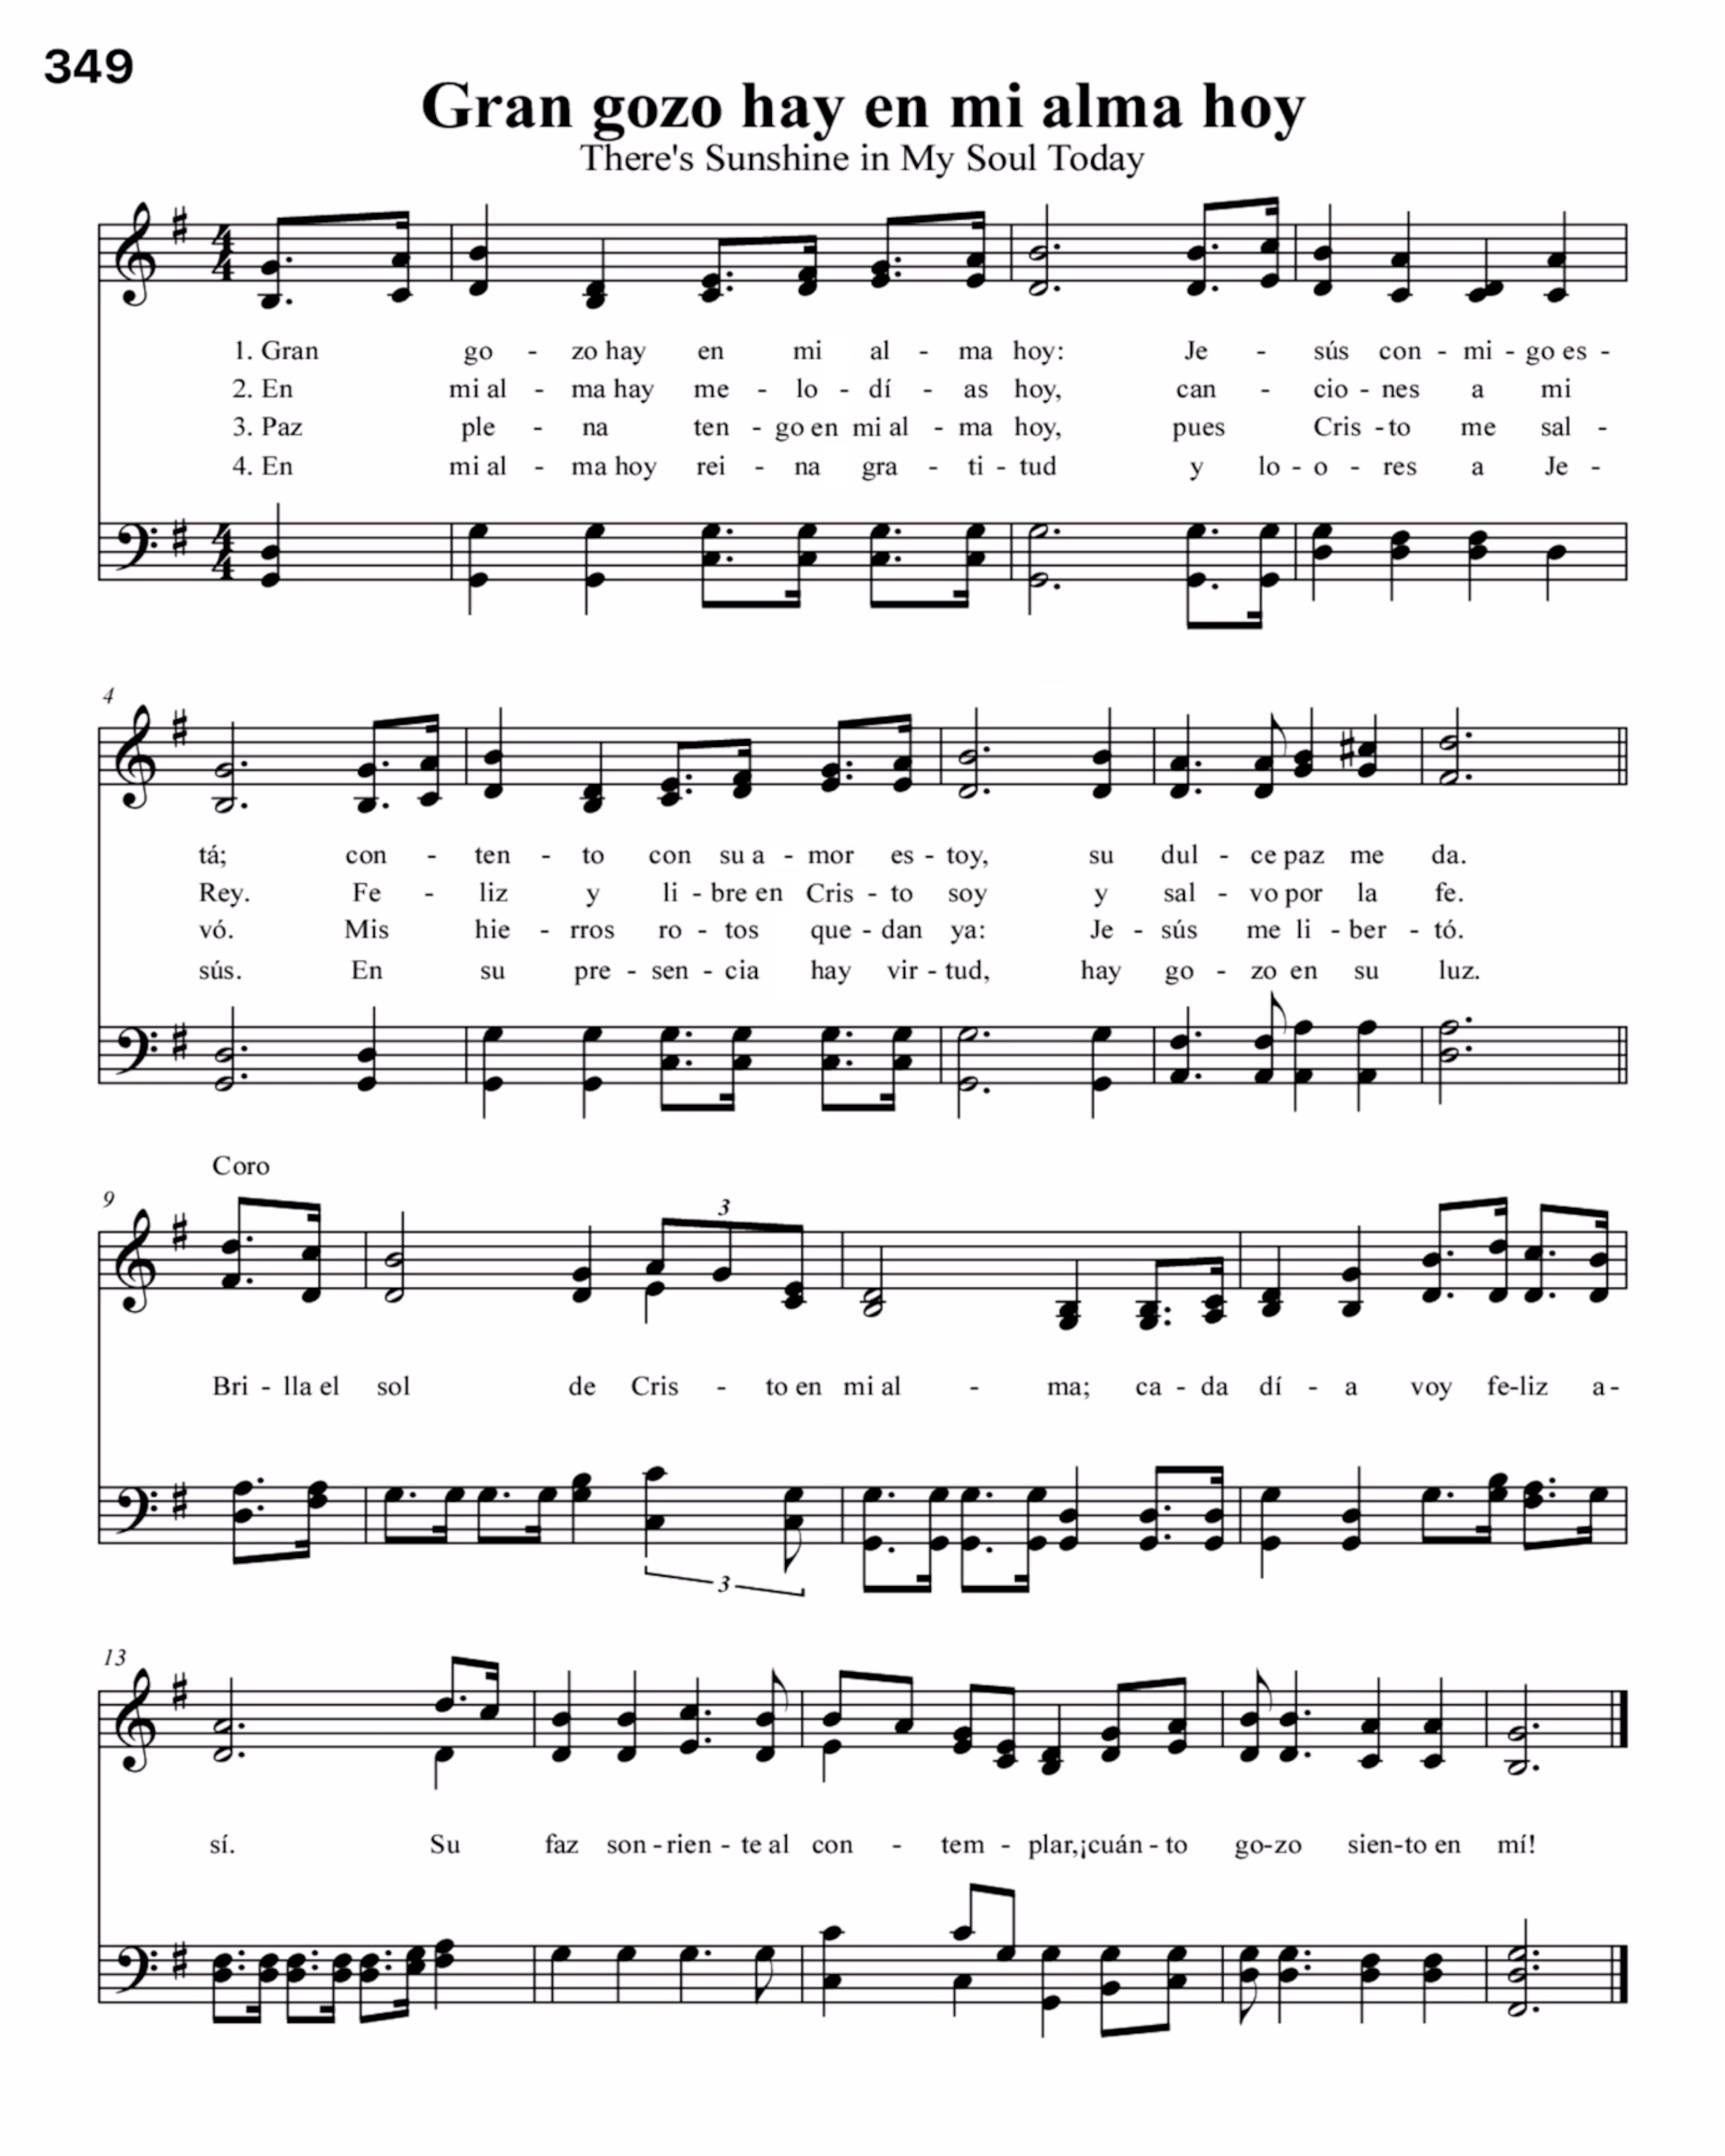 349
Gran gozo hay en mi alma hoy
There's Sunshine in My Soul Today
1. Gran go - zo hay en mi al - ma hoy: Je - sús con - mi - go es -
2. En mi al - ma hay me - lo - dí - as hoy, can - cio - nes a mi
3. Paz ple - na ten - go en mi al - ma hoy, pues Cris - to me sal -
4. En mi al - ma hoy rei - na gra - ti - tud y lo - o - res a Je -
4
tá; con - ten - to con su a - mor es - toy, su dul - ce paz me da.
Rey. Fe - liz y li - bre en Cris - to soy y sal - vo por la fe.
vó. Mis hie - rros ro - tos que - dan ya: Je - sús me li - ber - tó.
sús. En su pre - sen - cia hay vir - tud, hay go - zo en su luz.
Coro
9
3
Bri - lla el sol de Cris - to en mi al - ma; ca - da dí - a voy fe-liz a-
3
13
sí. Su faz son - rien - te al con - tem - plar,¡cuán - to go-zo sien-to en mí!